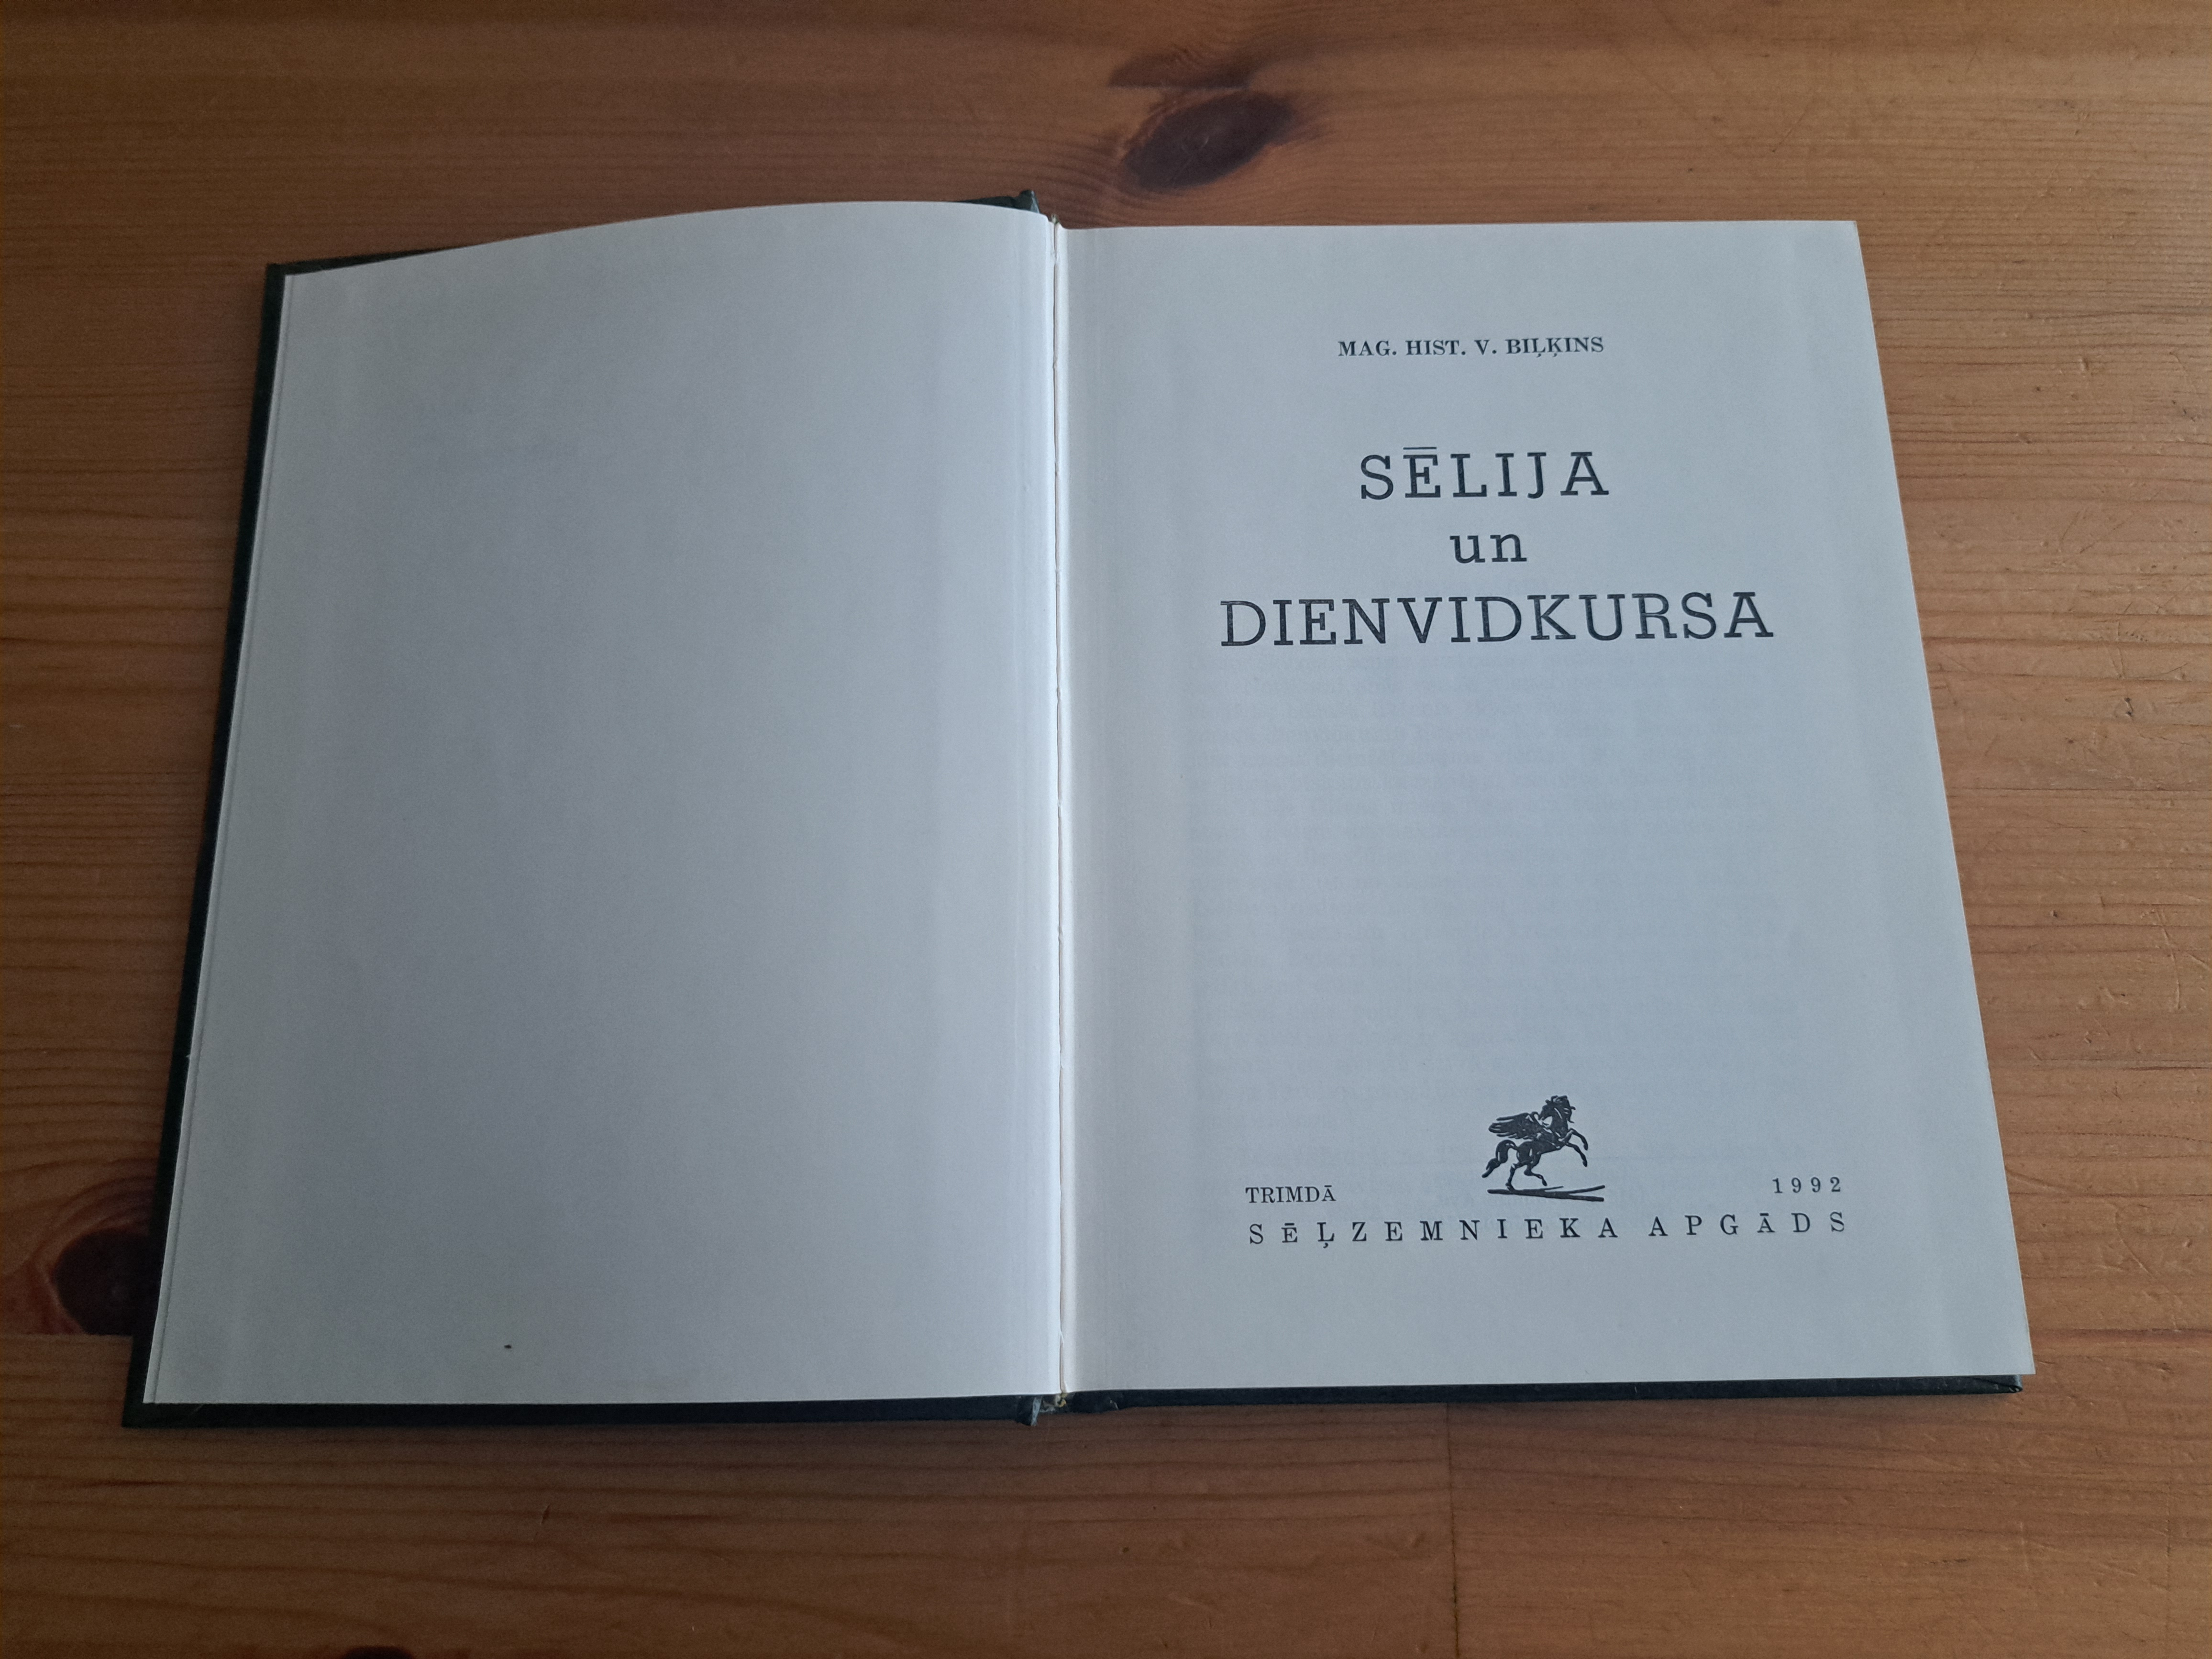 MAG. HIST. V. BIĻĶINS
SĒLIJA
un
DIENVIDKURSA
TRIMDĀ 1992
SĒĻZEMNIEKA APGĀDS